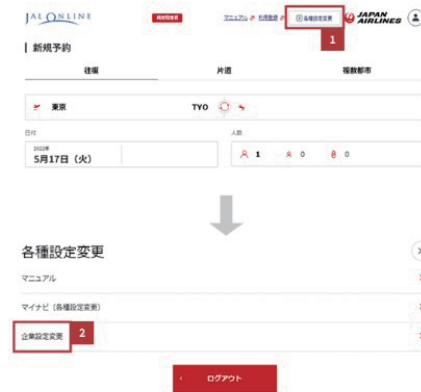 JAL ONLINE
マニュアル 利用登録 各種設定変更 JAPAN AIRLINES
1
新規予約
往復 片道 複数都市
東京 TYO
日付 人数
2022年
5月17日（火） 1 0 0
各種設定変更
マニュアル
マイナビ（各種設定変更）
企業設定変更 2
ログアウト